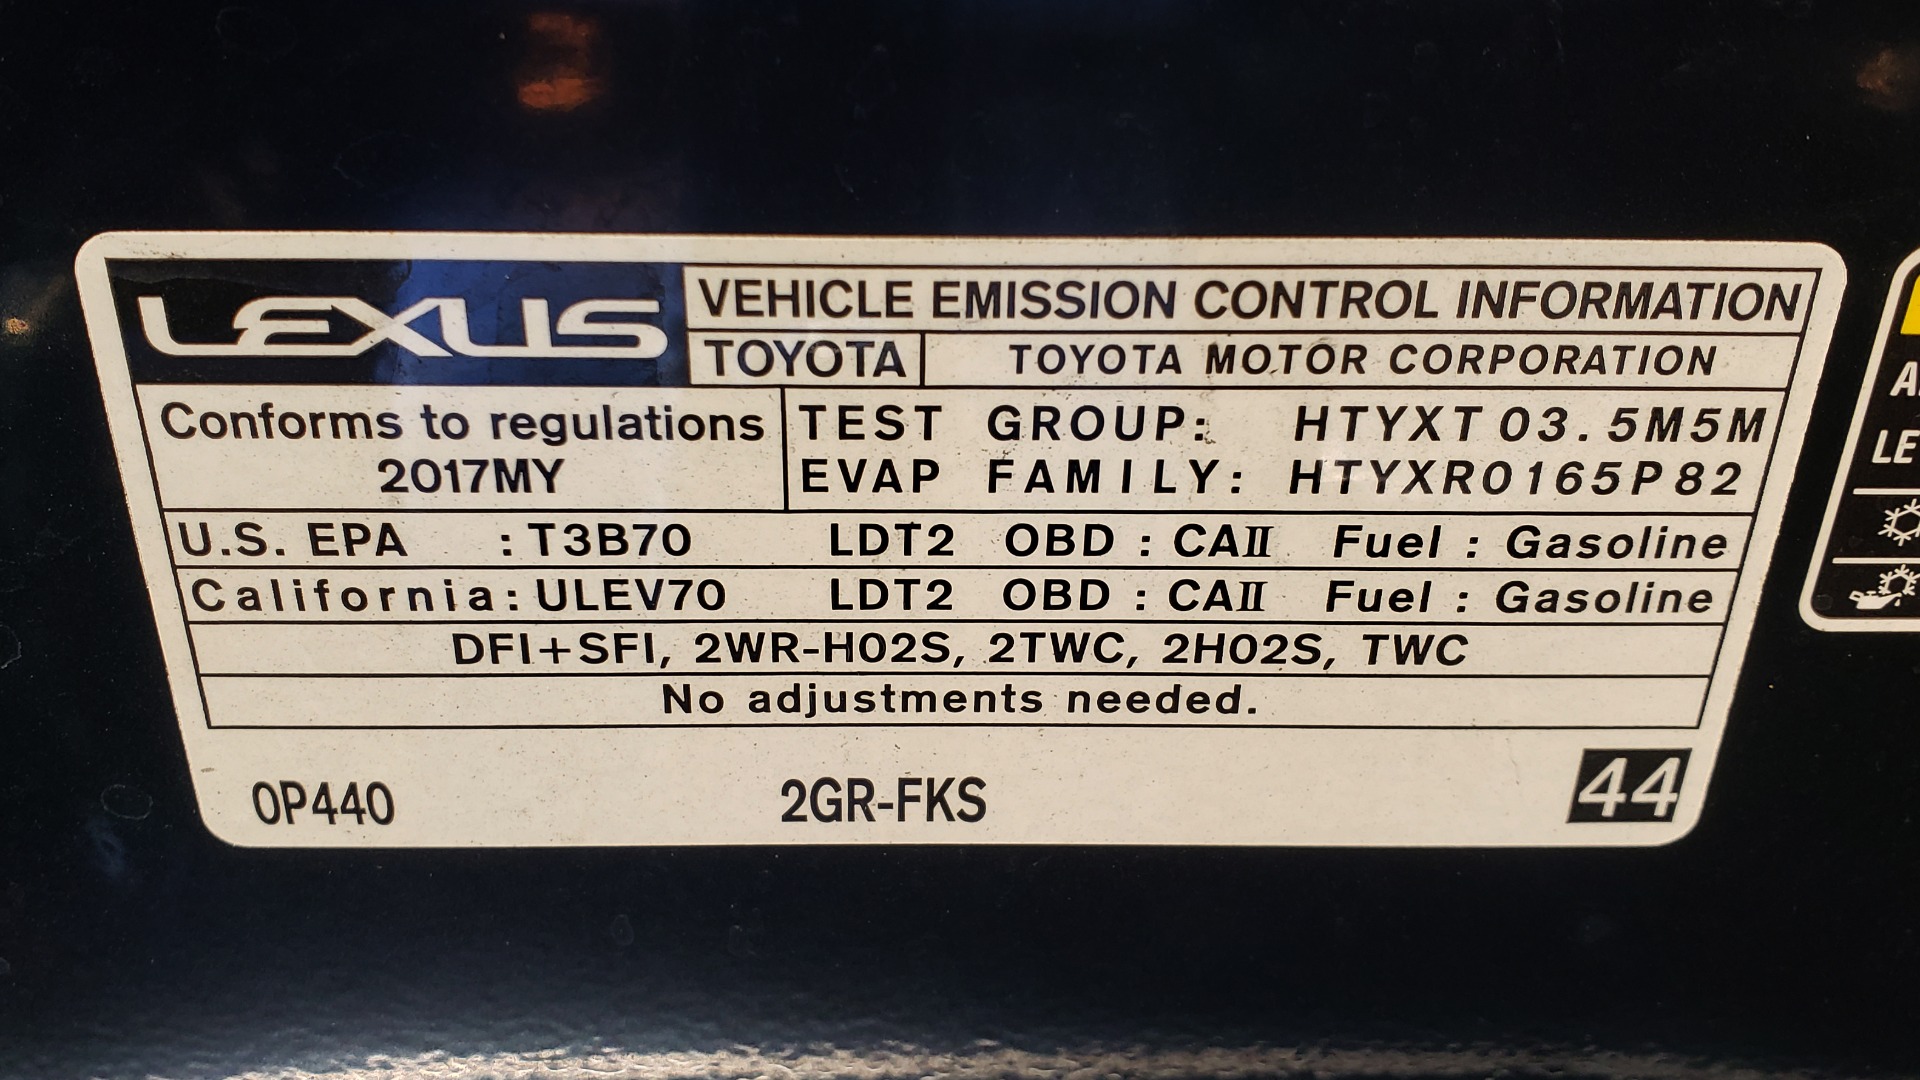 LEXUS
VEHICLE EMISSION CONTROL INFORMATION
TOYOTA TOYOTA MOTOR CORPORATION
Conforms to regulations
2017MY
TEST GROUP: HTYXT03.5M5M
EVAP FAMILY: HTYXR0165P82
U.S. EPA : T3B70 LDT2 OBD : CAII Fuel : Gasoline
California: ULEV70 LDT2 OBD : CAII Fuel : Gasoline
DFI+SFI, 2WR-HO2S, 2TWC, 2HO2S, TWC
No adjustments needed.
0P440 2GR-FKS 44